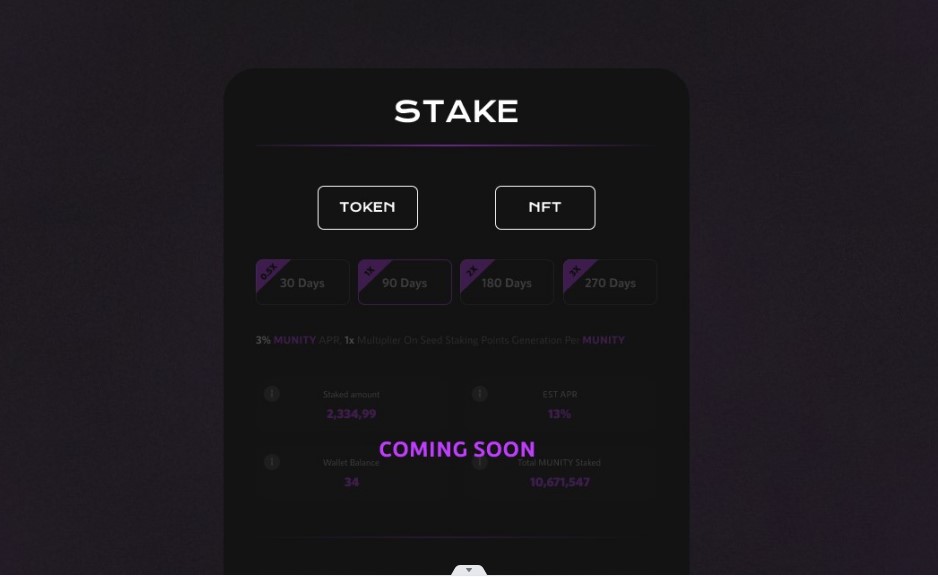 STAKE
TOKEN NFT
0.5X 30 Days 1X 90 Days 2X 180 Days 3X 270 Days
3% MUNITY APR, 1x Multiplier On Seed Staking Points Generation Per MUNITY
Staked amount EST APR
2,334,99 13%
COMING SOON
Wallet Balance Total MUNITY Staked
34 10,671,547